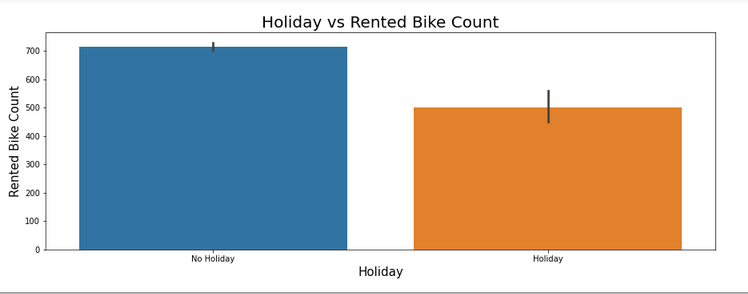 Holiday vs Rented Bike Count
Rented Bike Count
700
600
500
400
300
200
100
0
No Holiday
Holiday
Holiday